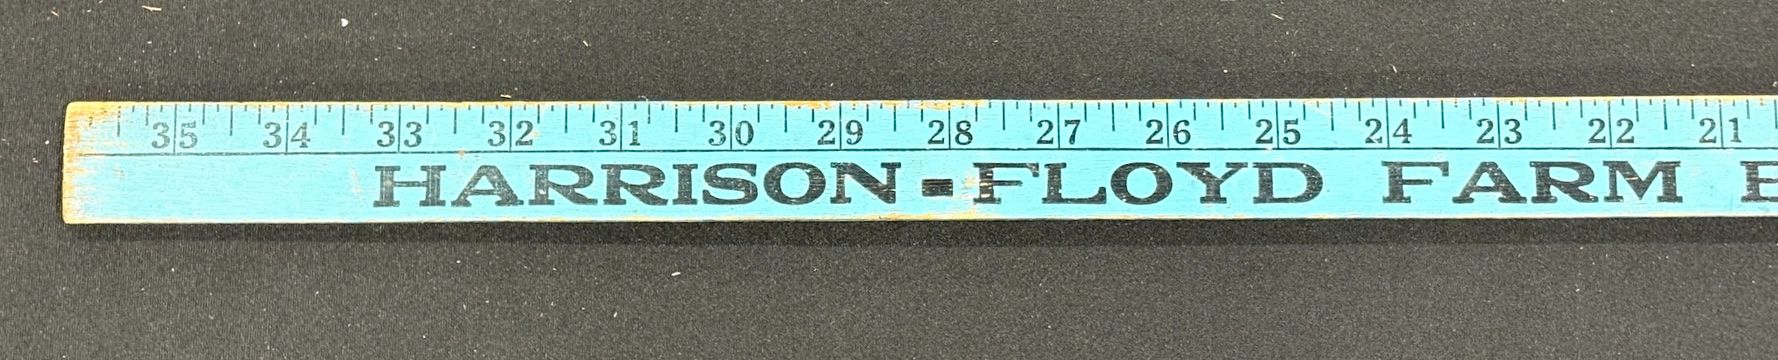 35 34 33 32 31 30 29 28 27 26 25 24 23 22 21
HARRISON-FLOYD FARM